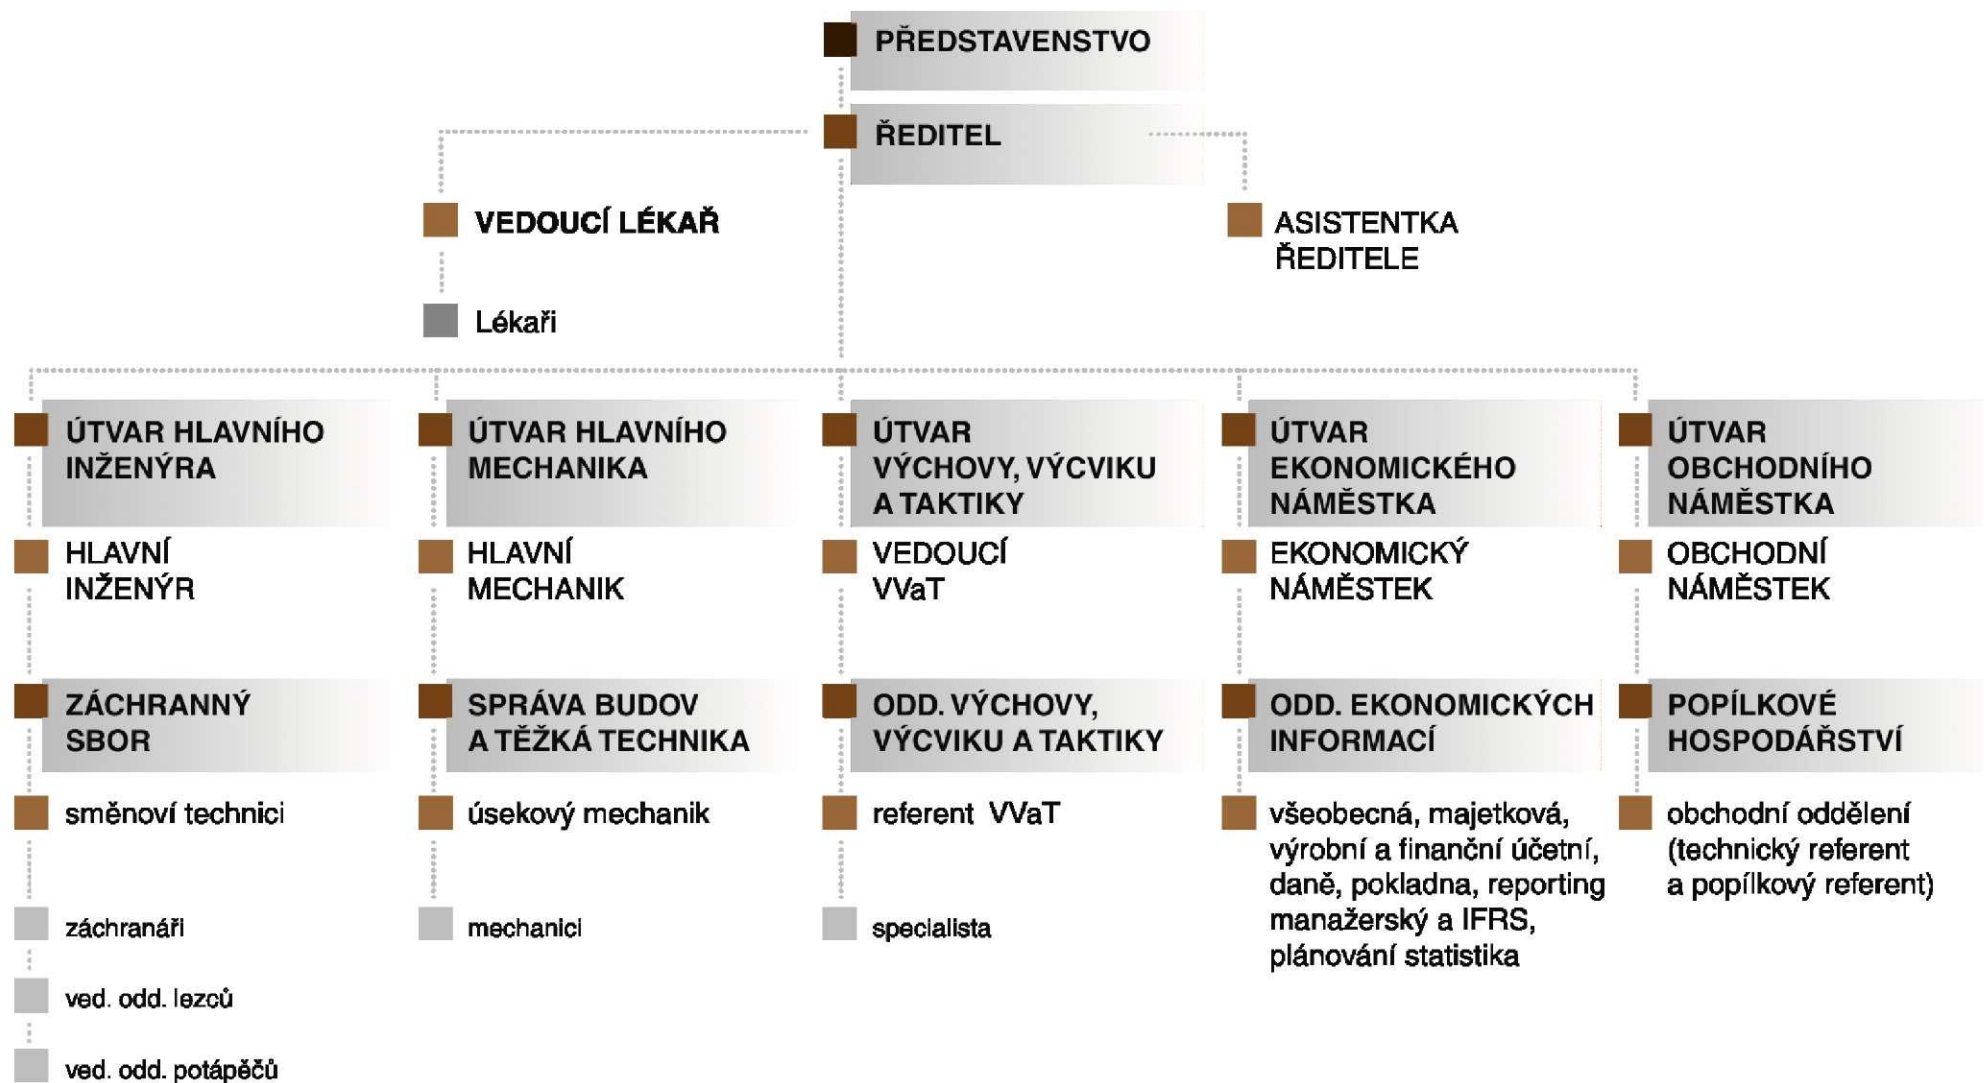 PŘEDSTAVENSTVO
ŘEDITEL
VEDOUCÍ LÉKAŘ
ASISTENTKA
ŘEDITELE
Lékaři
ÚTVAR HLAVNÍHO
INŽENÝRA
HLAVNÍ
INŽENÝR
ZÁCHRANNÝ
SBOR
směnoví technici
záchranáři
ved. odd. lezců
ved. odd. potápěčů
ÚTVAR HLAVNÍHO
MECHANIKA
HLAVNÍ
MECHANIK
SPRÁVA BUDOV
A TĚŽKÁ TECHNIKA
úsekový mechanik
mechanici
ÚTVAR
VÝCHOVY, VÝCVIKU
A TAKTIKY
VEDOUCÍ
VVaT
ODD. VÝCHOVY,
VÝCVIKU A TAKTIKY
referent VVaT
specialista
ÚTVAR
EKONOMICKÉHO
NÁMĚSTKA
EKONOMICKÝ
NÁMĚSTEK
ODD. EKONOMICKÝCH
INFORMACÍ
všeobecná, majetková,
výrobní a finanční účetní,
daně, pokladna, reporting
manažerský a IFRS,
plánování statistika
ÚTVAR
OBCHODNÍHO
NÁMĚSTKA
OBCHODNÍ
NÁMĚSTEK
POPÍLKOVÉ
HOSPODÁŘSTVÍ
obchodní oddělení
(technický referent
a popílkový referent)